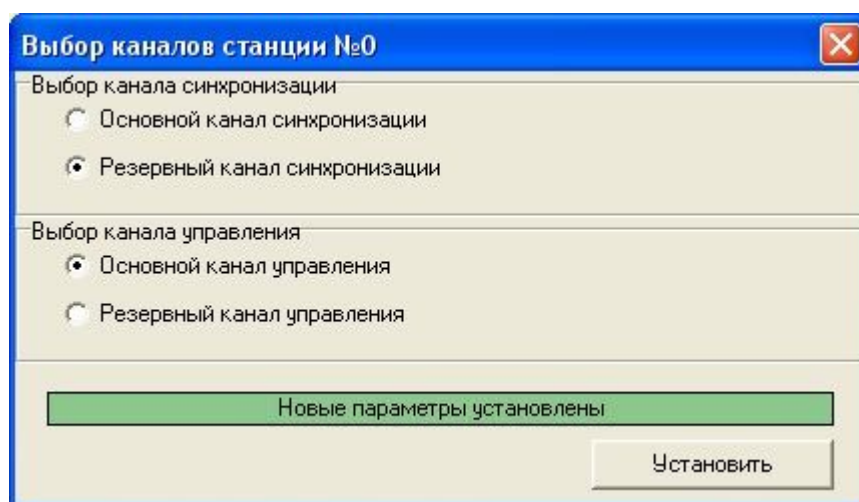 Выбор каналов станции №0
Выбор канала синхронизации
Основной канал синхронизации
Резервный канал синхронизации
Выбор канала управления
Основной канал управления
Резервный канал управления
Новые параметры установлены
Установить